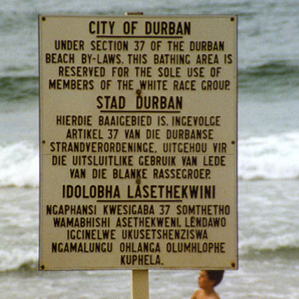 CITY OF DURBAN
UNDER SECTION 37 OF THE DURBAN
BEACH BY-LAWS. THIS BATHING AREA IS
RESERVED FOR THE SOLE USE OF
MEMBERS OF THE WHITE RACE GROUP.
STAD DURBAN
HIERDIE BAAIGEBIED IS. INGEVOLGE
ARTIKEL 37 VAN DIE DURBANSE
STRANDVERORDENINGE, UITGEHOU VIR
DIE UITSLUITLIKE GEBRUIK VAN LEDE
VAN DIE BLANKE RASSEGROEP.
IDOLOBHA LASETHEKWINI
NGAPHANSI KWESIGABA 37 SOMTHETHO
WAMABHISHI ASETHEKWENI, LENDAWO
IGCINELWE UKUSETSHENZISWA
NGAMALUNGU OHLANGA OLUMHLOPHE
KUPHELA.